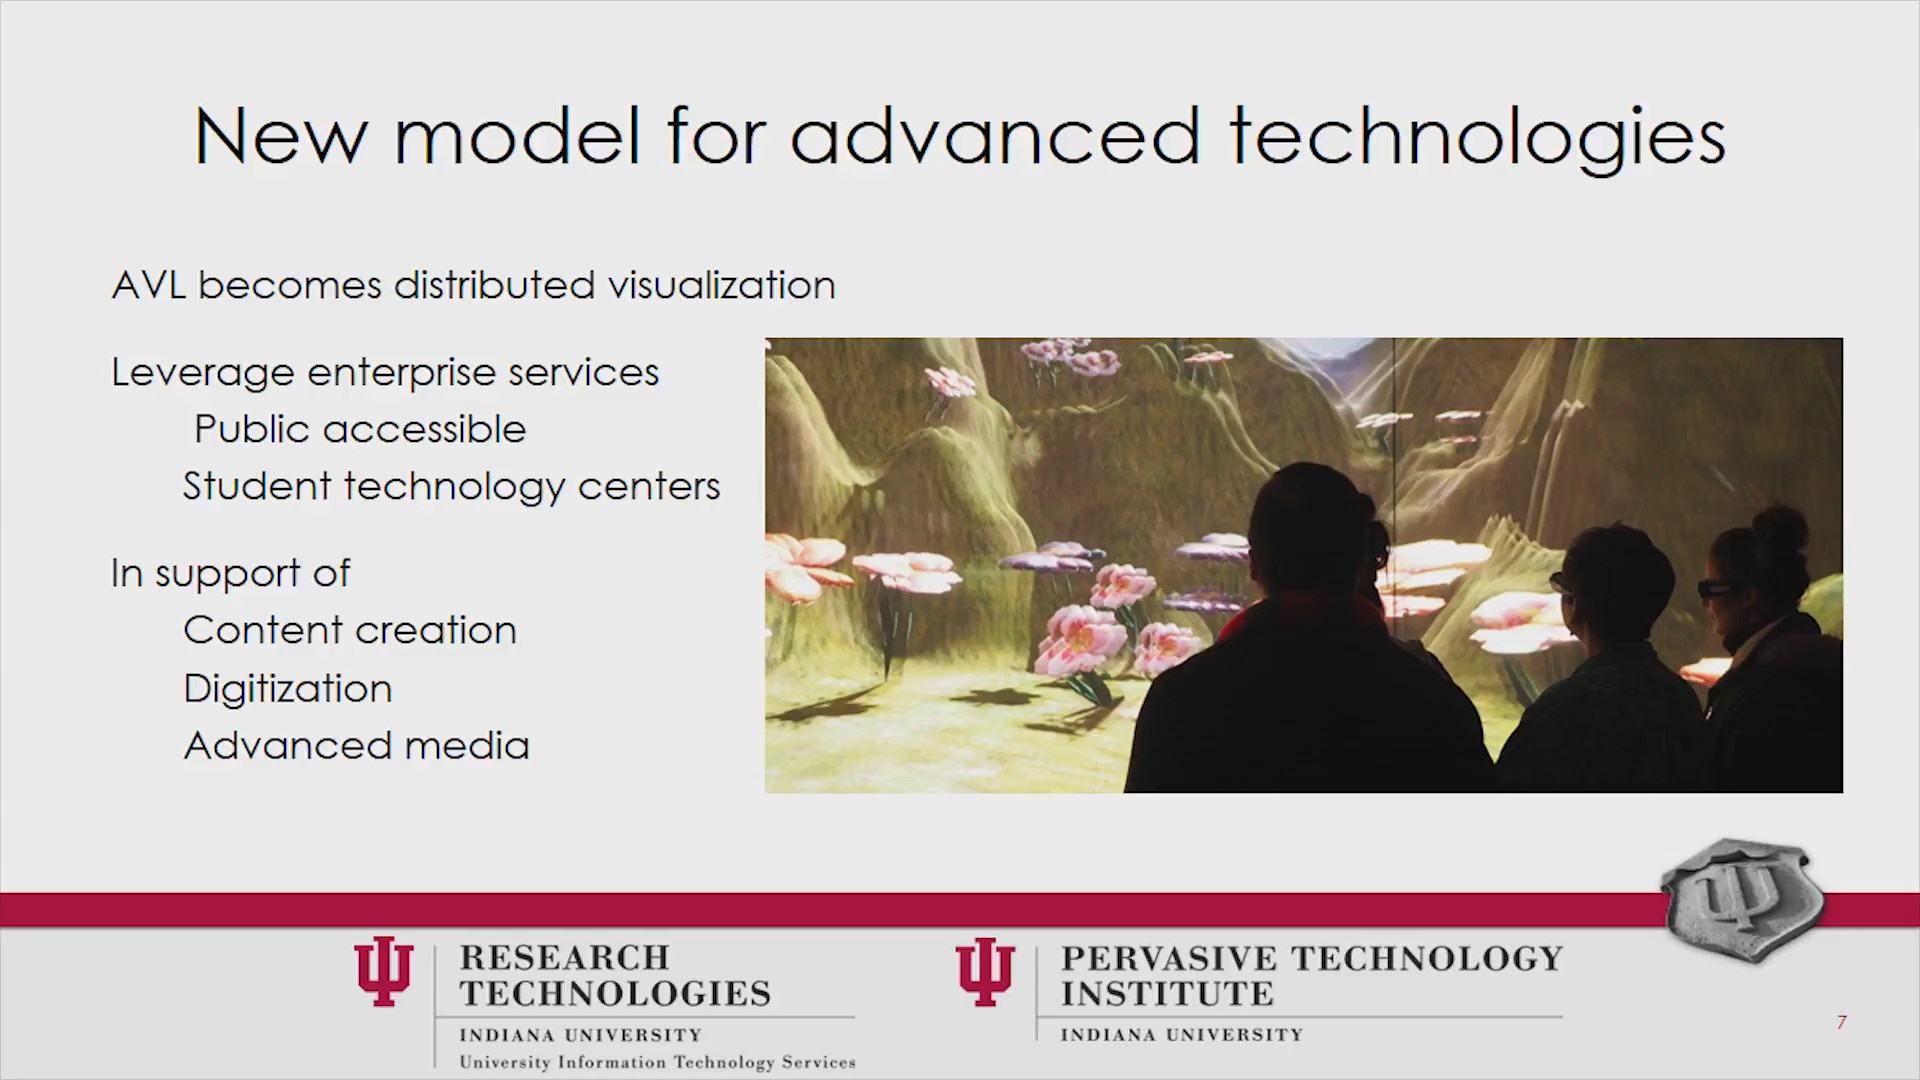 New model for advanced technologies
AVL becomes distributed visualization
Leverage enterprise services
Public accessible
Student technology centers
In support of
Content creation
Digitization
Advanced media
RESEARCH
TECHNOLOGIES
INDIANA UNIVERSITY
University Information Technology Services
PERVASIVE TECHNOLOGY
INSTITUTE
INDIANA UNIVERSITY
7